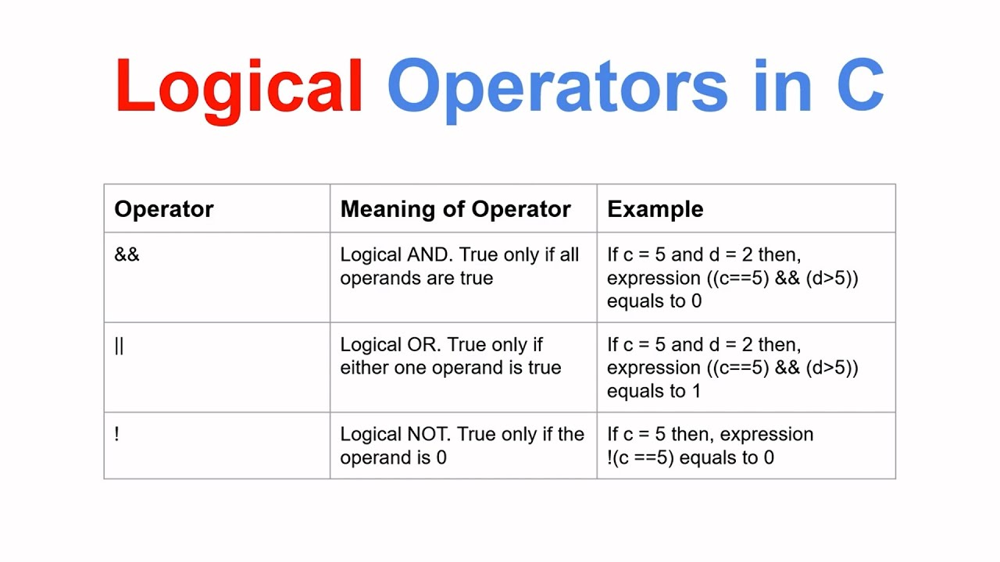 Logical Operators in C
Operator
Meaning of Operator
Example
&&
Logical AND. True only if all
operands are true
If c = 5 and d = 2 then,
expression ((c==5) && (d>5))
equals to 0
||
Logical OR. True only if
either one operand is true
If c = 5 and d = 2 then,
expression ((c==5) && (d>5))
equals to 1
!
Logical NOT. True only if the
operand is 0
If c = 5 then, expression
!(c ==5) equals to 0